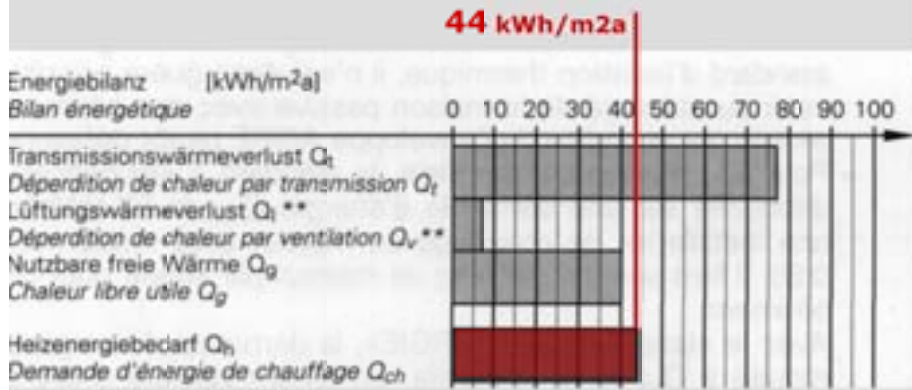 44 kWh/m2a
Energiebilanz [kWh/m²a]
Bilan énergétique 0 10 20 30 40 50 60 70 80 90 100
Transmissionswärmeverlust Qt
Déperdition de chaleur par transmission Qt
Lüftungswärmeverlust Ql **
Déperdition de chaleur par ventilation Qv**
Nutzbare freie Wärme Qg
Chaleur libre utile Qg
Heizenergiebedarf Qh
Demande d'énergie de chauffage Qch